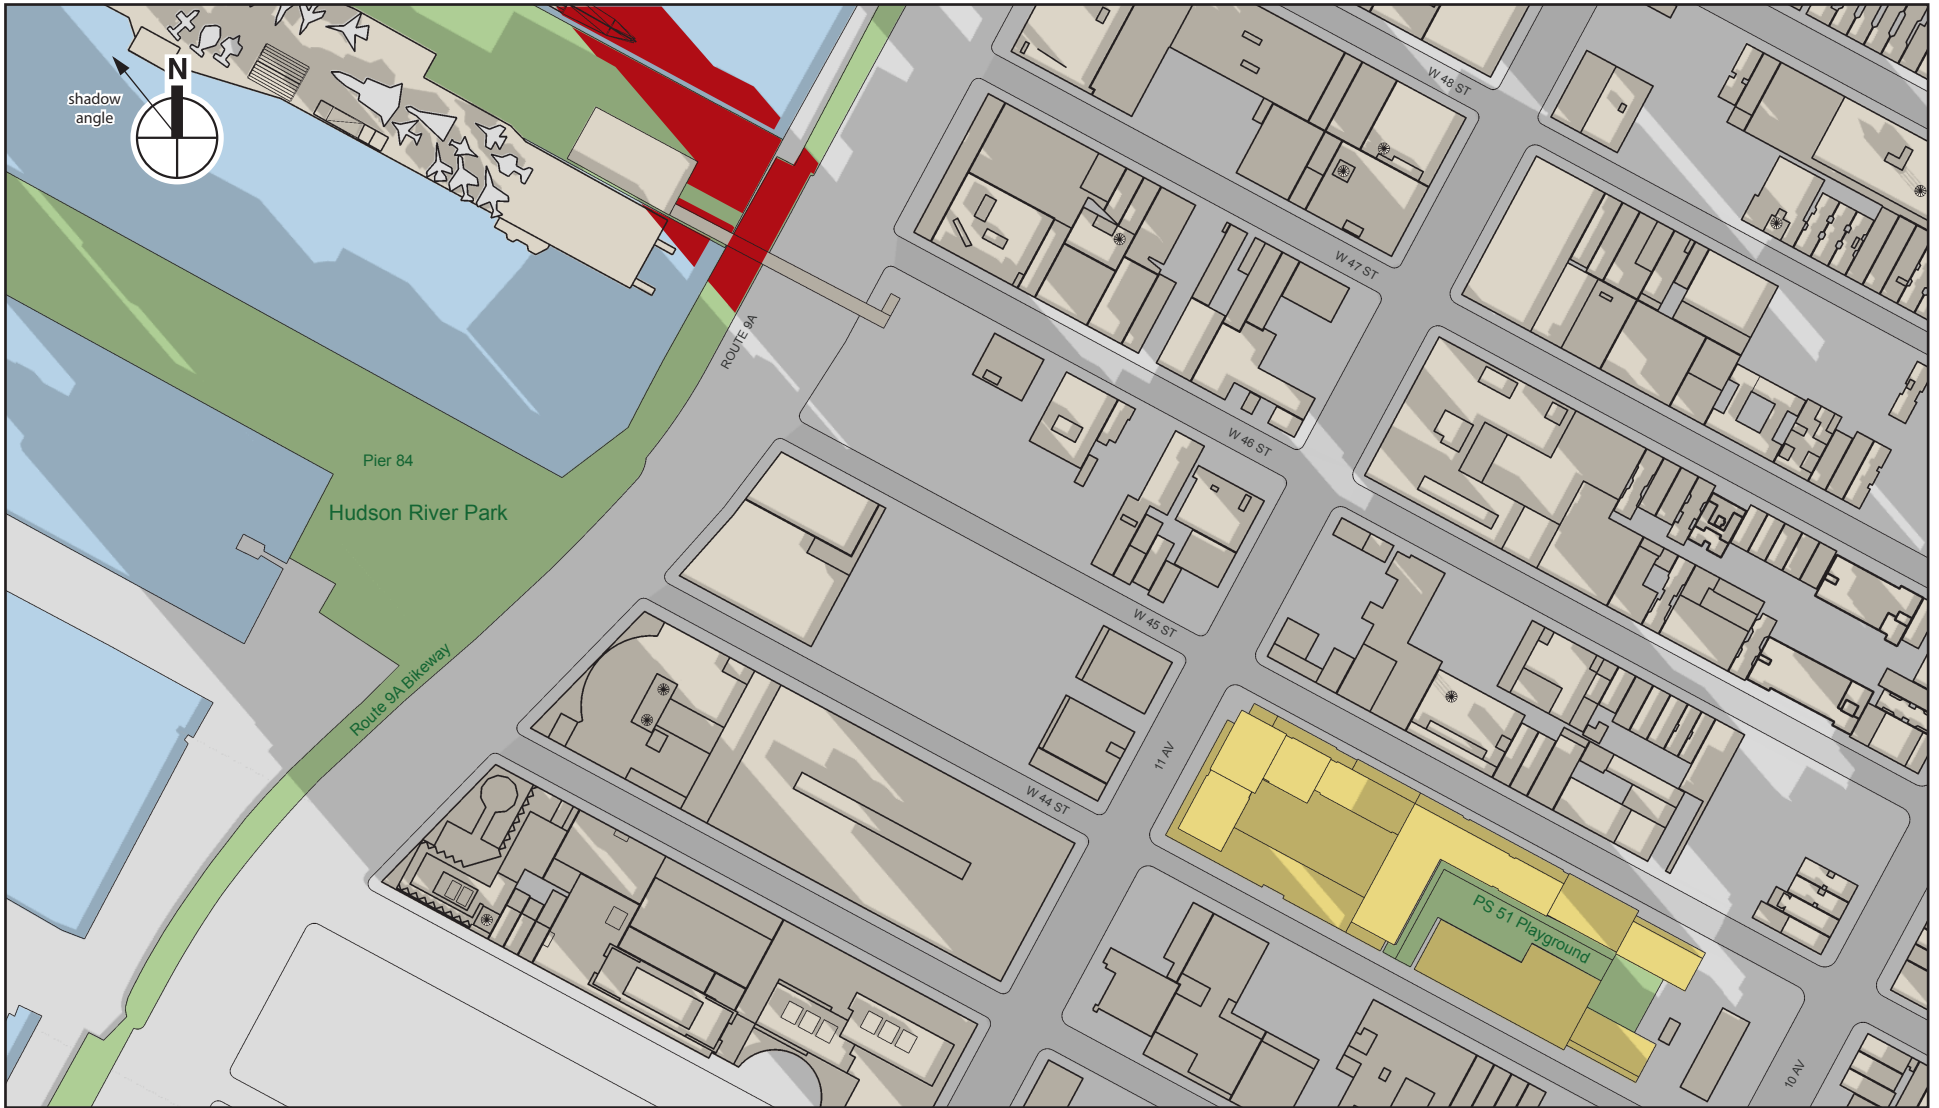 N
shadow
angle
W 48 ST
W 47 ST
ROUTE 9A
W 46 ST
Pier 84
Hudson River Park
W 45 ST
Route 9A Bikeway
11 AV
W 44 ST
PS 51 Playground
10 AV